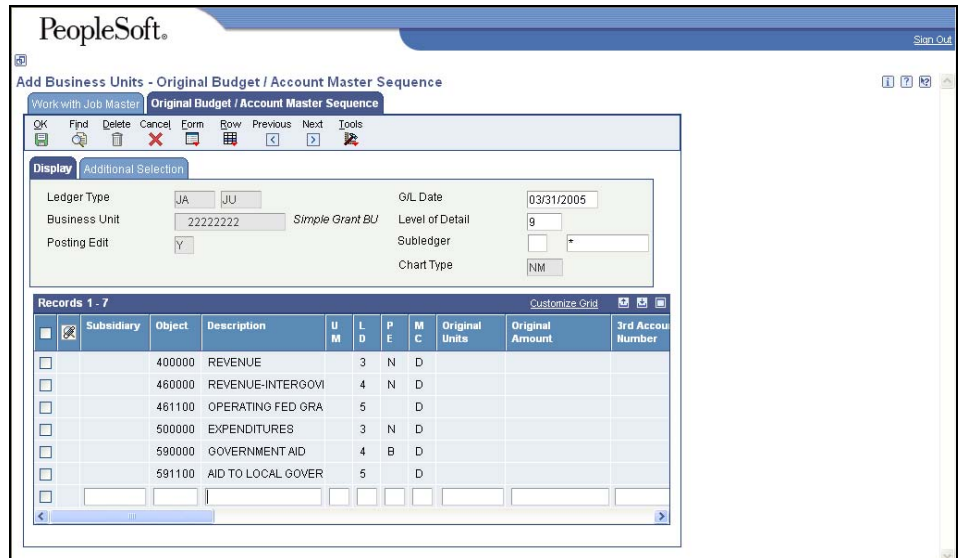 PeopleSoft.
Sign Out
Add Business Units - Original Budget / Account Master Sequence
Work with Job Master Original Budget / Account Master Sequence
OK Find Delete Cancel Form Row Previous Next Tools
Display Additional Selection
Ledger Type JA JU G/L Date 03/31/2005
Business Unit 22222222 Simple Grant BU Level of Detail 9
Posting Edit Y Subledger *
Chart Type NM
Records 1 - 7 Customize Grid
Subsidiary Object Description U M L D P E M C Original Units Original Amount 3rd Accou Number
400000 REVENUE 3 N D
460000 REVENUE-INTERGOVI 4 N D
461100 OPERATING FED GRA 5 D
500000 EXPENDITURES 3 N D
590000 GOVERNMENT AID 4 B D
591100 AID TO LOCAL GOVER 5 D